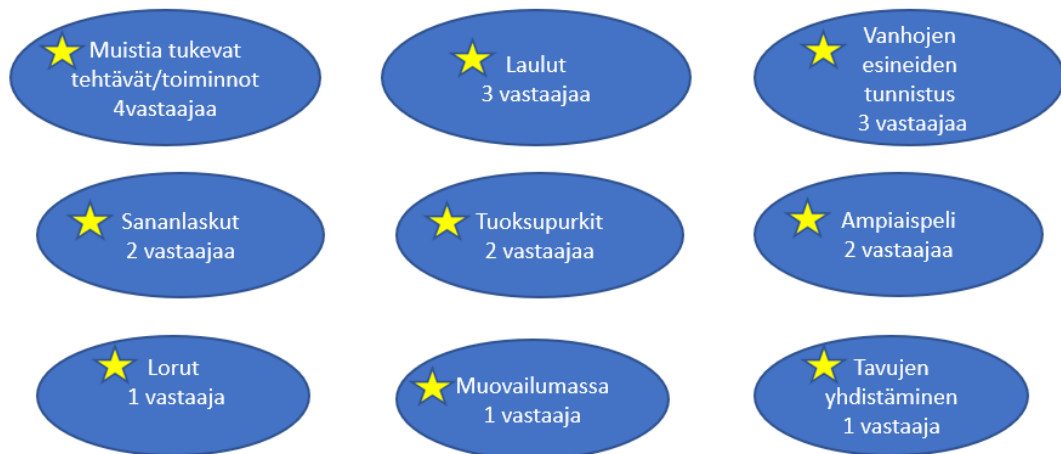 Muistia tukevat
tehtävät/toiminnot
4vastaajaa
Laulut
3 vastaajaa
Vanhojen
esineiden
tunnistus
3 vastaajaa
Sananlaskut
2 vastaajaa
Tuoksupurkit
2 vastaajaa
Ampiaispeli
2 vastaajaa
Lorut
1 vastaaja
Muovailumassa
1 vastaaja
Tavujen
yhdistäminen
1 vastaaja